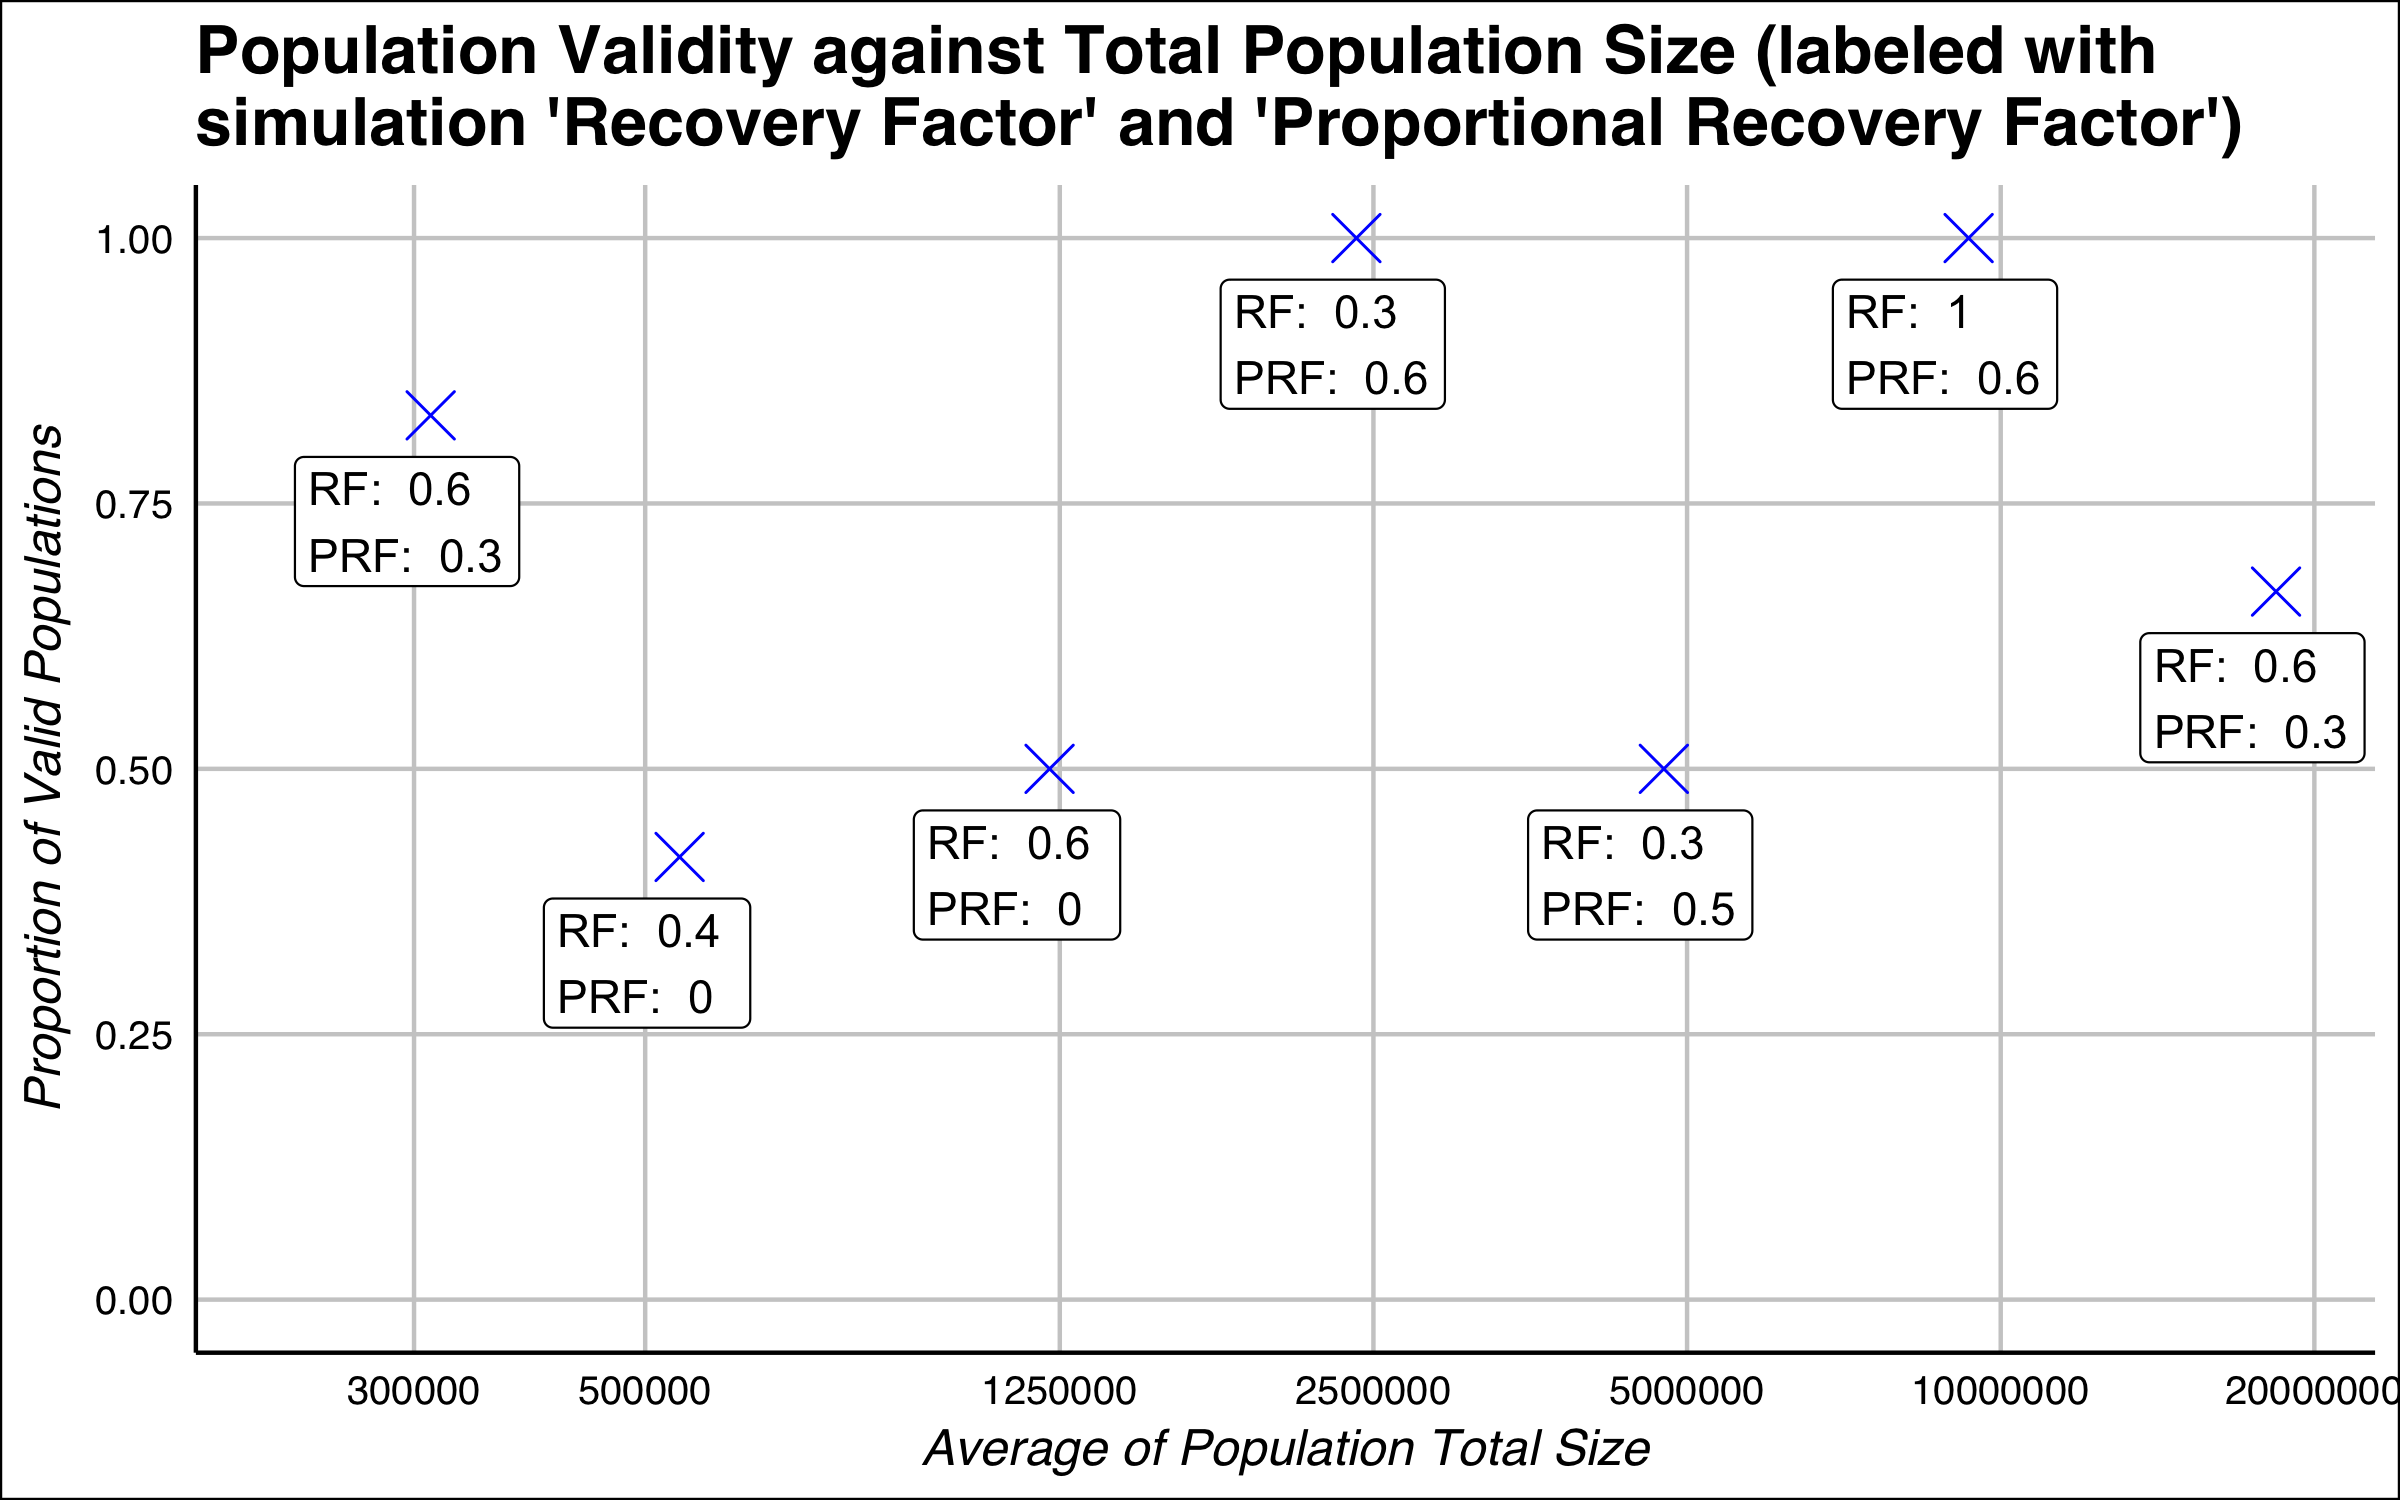 Population Validity against Total Population Size (labeled with
simulation 'Recovery Factor' and 'Proportional Recovery Factor')
Proportion of Valid Populations
1.00
0.75
0.50
0.25
0.00
RF: 0.6
PRF: 0.3
RF: 0.4
PRF: 0
RF: 0.6
PRF: 0
RF: 0.3
PRF: 0.6
RF: 0.3
PRF: 0.5
RF: 1
PRF: 0.6
RF: 0.6
PRF: 0.3
300000 500000 1250000 2500000 5000000 10000000 20000000
Average of Population Total Size